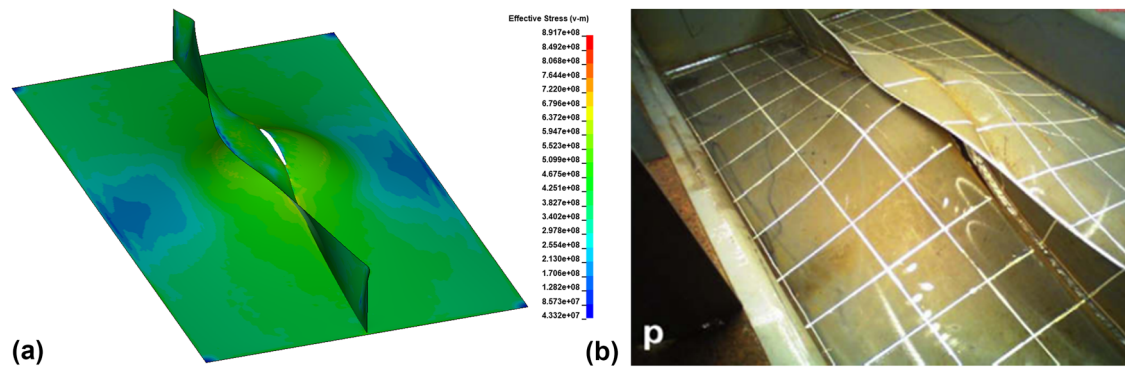 Effective Stress (v-m)
8.917e+08
8.492e+08
8.068e+08
7.644e+08
7.220e+08
6.796e+08
6.372e+08
5.947e+08
5.523e+08
5.099e+08
4.675e+08
4.251e+08
3.827e+08
3.402e+08
2.978e+08
2.554e+08
2.130e+08
1.706e+08
1.282e+08
8.573e+07
4.332e+07
(a)
(b)
p